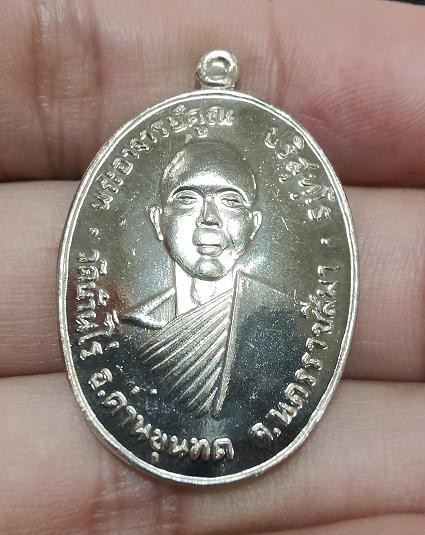 พระอาจารย์คูณ ปริสุทฺโธ
วัดบ้านไร่ อ.ด่านขุนทด จ.นครราชสีมา